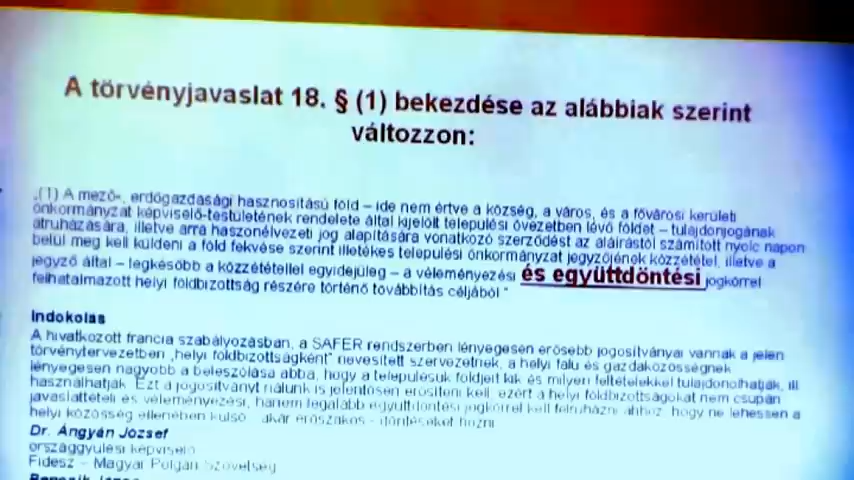 A törvényjavaslat 18. § (1) bekezdése az alábbiak szerint
változzon:
„(1) A mező-, erdőgazdasági hasznosítású föld – ide nem értve a község, a város, és a fővárosi kerületi
önkormányzat képviselő-testületének rendelete által kijelölt települési övezetben lévő földet – tulajdonjogának
átruházására, illetve arra haszonélvezeti jog alapítására vonatkozó szerződést az aláírástól számított nyolc napon
belül meg kell küldeni a föld fekvése szerint illetékes települési önkormányzat jegyzőjének közzététel, illetve a
jegyző által – legkésőbb a közzététellel egyidejűleg – a véleményezési és együttdöntési jogkörrel
felhatalmazott helyi földbizottság részére történő továbbítás céljából."
Indokolás
A hivatkozott francia szabályozásban, a SAFER rendszerben lényegesen erősebb jogosítványai vannak a jelen
törvénytervezetben „helyi földbizottságként" nevesített szervezetnek, a helyi falu és gazdaközösségnek
lényegesen nagyobb a beleszólása abba, hogy a településük földjeit kik és milyen feltételekkel tulajdonolhatják, ill.
használhatják. Ezt a jogosítványt nálunk is jelentősen erősíteni kell, ezért a helyi földbizottságokat nem csupán
javaslattételi és véleményezési, hanem legalább együttdöntési jogkörrel kell felruházni ahhoz, hogy ne lehessen a
helyi közösség ellenében külső - akár erőszakos - döntéseket hozni.
Dr. Ángyán József
országgyűlési képviselő
Fidesz – Magyar Polgári Szövetség